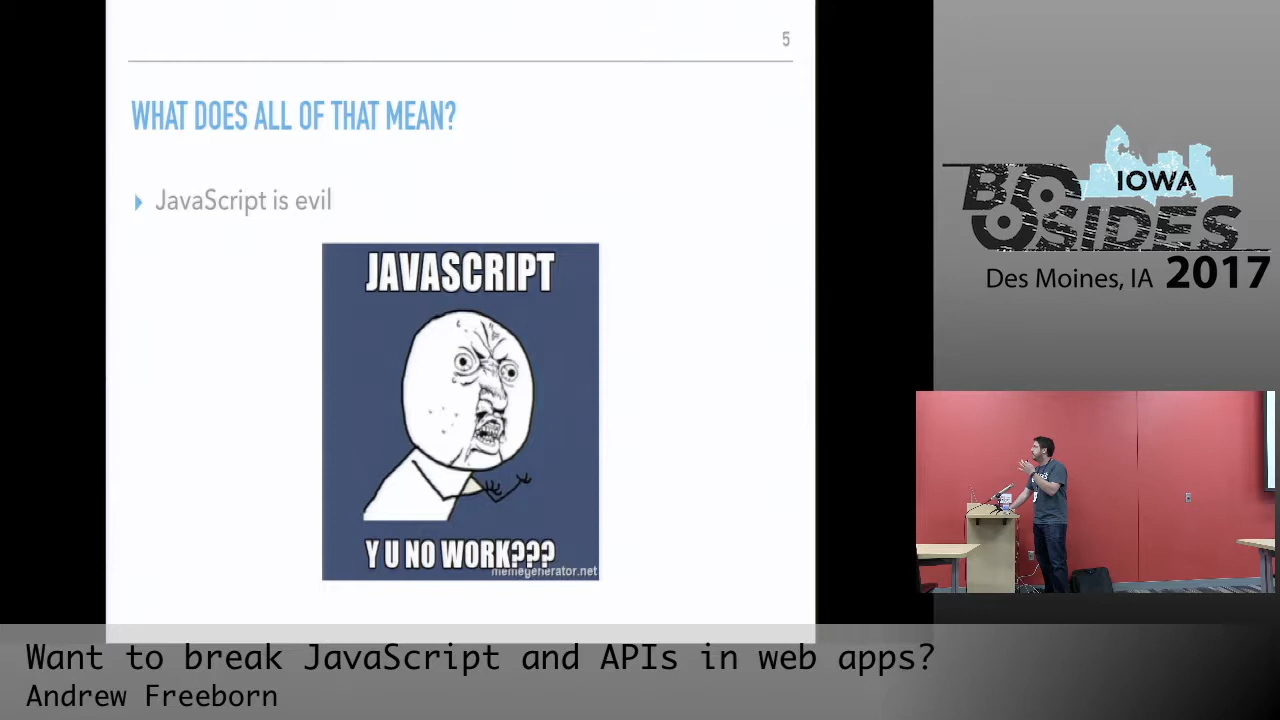 5
WHAT DOES ALL OF THAT MEAN?
JavaScript is evil
JAVASCRIPT
Y U NO WORK???
memegenerator.net
IOWA
BSIDES
Des Moines, IA 2017
Want to break JavaScript and APIs in web apps?
Andrew Freeborn